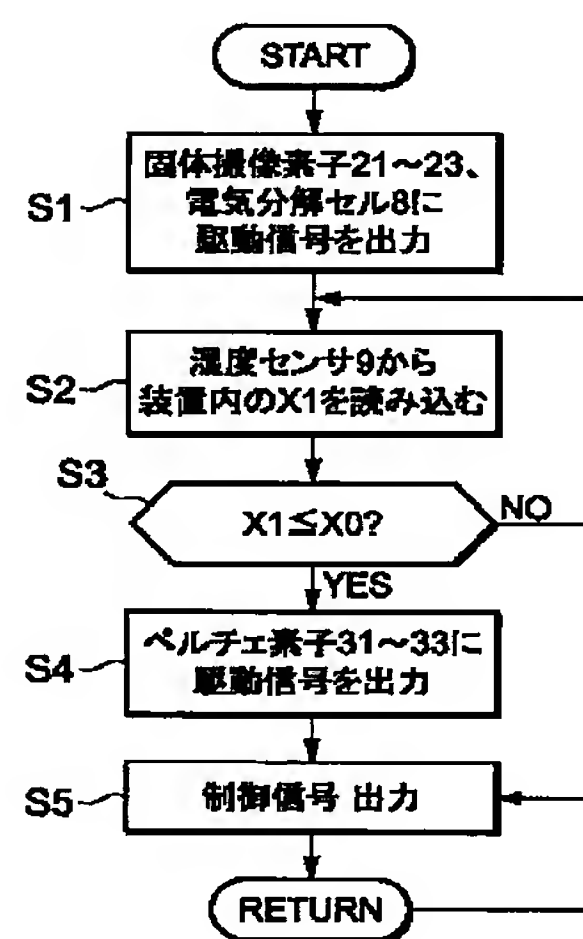 START
S1
固体撮像素子21～23、
電気分解セル8に
駆動信号を出力
S2
湿度センサ9から
装置内のX1を読み込む
S3
X1≦X0?
NO
YES
S4
ペルチェ素子31～33に
駆動信号を出力
S5
制御信号 出力
RETURN